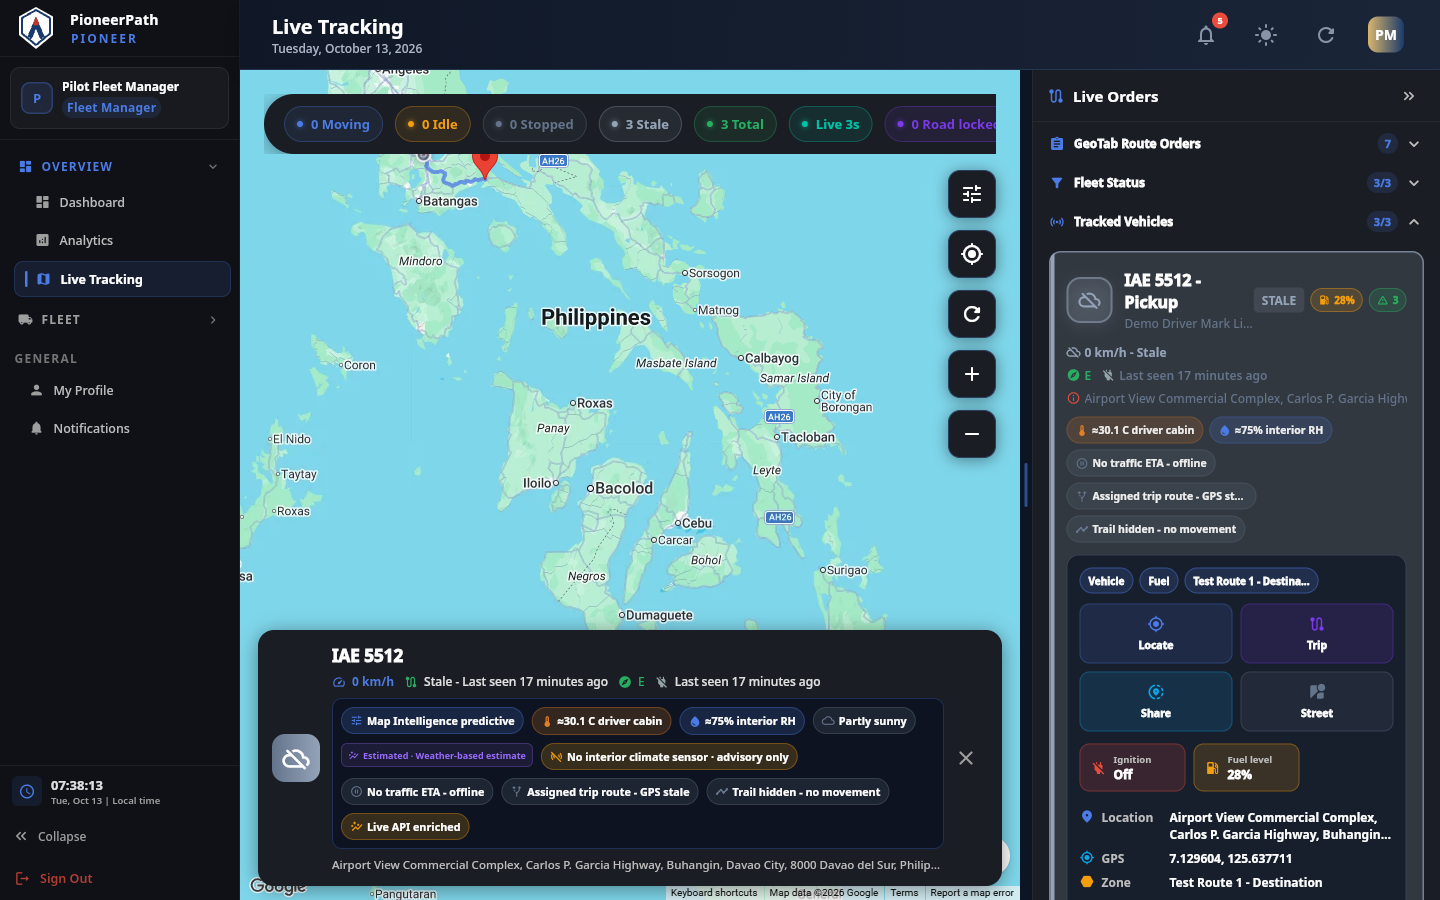 PioneerPath
PIONEER
Pilot Fleet Manager
P
Fleet Manager
OVERVIEW
Dashboard
Analytics
Live Tracking
FLEET
GENERAL
My Profile
Notifications
07:38:13
Tue, Oct 13 | Local time
Collapse
Sign Out
Live Tracking
Tuesday, October 13, 2026
5
PM
Angeles
0 Moving
0 Idle
0 Stopped
3 Stale
3 Total
Live 3s
0 Road locked
AH26
Batangas
Mindoro
Sorsogon
Matnog
Philippines
Masbate Island
Calbayog
Samar Island
Coron
City of
Borongan
Roxas
AH26
Panay
Tacloban
El Nido
Leyte
Taytay
Iloilo
Bacolod
Roxas
AH26
Cebu
Carcar
Bohol
Surigao
Negros
Dumaguete
IAE 5512
0 km/h
Stale - Last seen 17 minutes ago
E
Last seen 17 minutes ago
Map Intelligence predictive
≈30.1 C driver cabin
≈75% interior RH
Partly sunny
Estimated · Weather-based estimate
No interior climate sensor · advisory only
No traffic ETA - offline
Assigned trip route - GPS stale
Trail hidden - no movement
Live API enriched
Airport View Commercial Complex, Carlos P. Garcia Highway, Buhangin, Davao City, 8000 Davao del Sur, Philip...
Google
Pangutaran
Keyboard shortcuts
Map data ©2026 Google
Terms
Report a map error
Live Orders
GeoTab Route Orders
7
Fleet Status
3/3
Tracked Vehicles
3/3
IAE 5512 -
Pickup
STALE
28%
3
Demo Driver Mark Li...
0 km/h - Stale
E
Last seen 17 minutes ago
Airport View Commercial Complex, Carlos P. Garcia Highw
≈30.1 C driver cabin
≈75% interior RH
No traffic ETA - offline
Assigned trip route - GPS st...
Trail hidden - no movement
Vehicle
Fuel
Test Route 1 - Destina...
Locate
Trip
Share
Street
Ignition
Off
Fuel level
28%
Location
Airport View Commercial Complex,
Carlos P. Garcia Highway, Buhangin...
GPS
7.129604, 125.637711
Zone
Test Route 1 - Destination